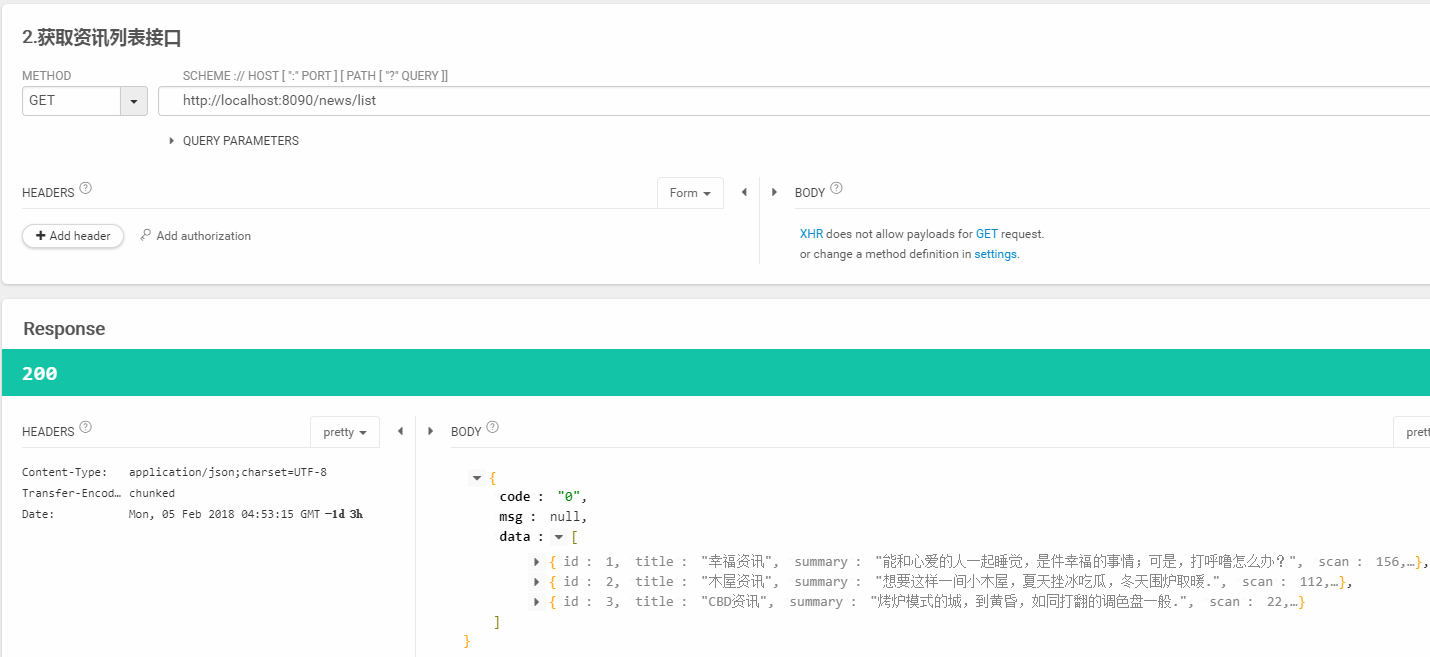 2.获取资讯列表接口
METHOD SCHEME :// HOST [ ":" PORT ] [ PATH [ "?" QUERY ]]
GET http://localhost:8090/news/list
QUERY PARAMETERS
HEADERS ? Form BODY ?
+ Add header Add authorization XHR does not allow payloads for GET request.
or change a method definition in settings.
Response
200
HEADERS ? pretty BODY ? prett
Content-Type: application/json;charset=UTF-8
{
Transfer-Encod… chunked
code : "0",
Date: Mon, 05 Feb 2018 04:53:15 GMT −1d 3h
msg : null,
data : [
{ id : 1, title : "幸福资讯", summary : "能和心爱的人一起睡觉，是件幸福的事情；可是，打呼噜怎么办？", scan : 156,…},
{ id : 2, title : "木屋资讯", summary : "想要这样一间小木屋，夏天挫冰吃瓜，冬天围炉取暖.", scan : 112,…},
{ id : 3, title : "CBD资讯", summary : "烤炉模式的城，到黄昏，如同打翻的调色盘一般.", scan : 22,…}
]
}